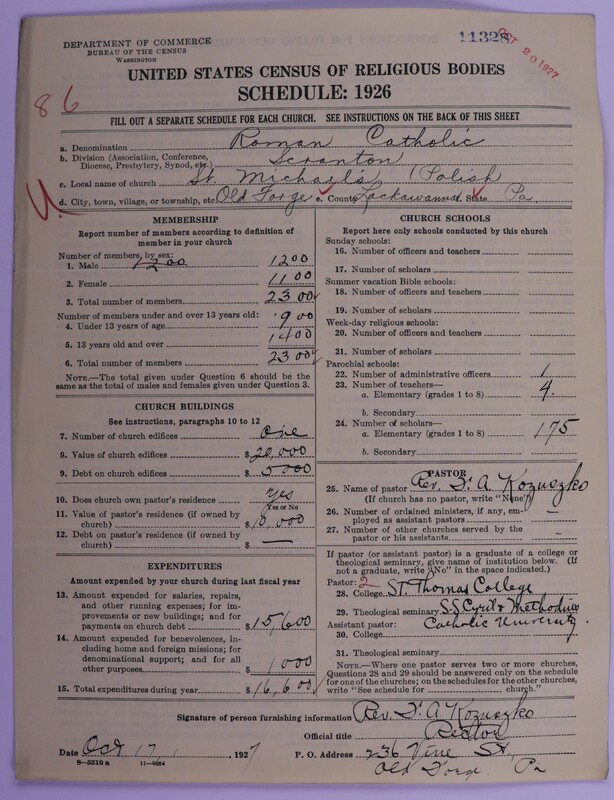 DEPARTMENT OF COMMERCE
BUREAU OF THE CENSUS
WASHINGTON
11328
OCT 20 1927
UNITED STATES CENSUS OF RELIGIOUS BODIES
SCHEDULE: 1926
86
FILL OUT A SEPARATE SCHEDULE FOR EACH CHURCH. SEE INSTRUCTIONS ON THE BACK OF THIS SHEET
a. Denomination Roman Catholic
b. Division (Association, Conference, Diocese, Presbytery, Synod, etc.) Scranton
c. Local name of church St. Michael's (Polish
d. City, town, village, or township, etc. Old Forge e. County Lackawanna f. State Pa.
MEMBERSHIP
Report number of members according to definition of
member in your church
Number of members, by sex:
1. Male 1200 1200
2. Female 1100
3. Total number of members 2300
Number of members under and over 13 years old:
4. Under 13 years of age 900
5. 13 years old and over 1400
6. Total number of members 2300
NOTE.—The total given under Question 6 should be the
same as the total of males and females given under Question 3.
CHURCH BUILDINGS
See instructions, paragraphs 10 to 12
7. Number of church edifices one
8. Value of church edifices $20,000
9. Debt on church edifices $5000
10. Does church own pastor's residence yes
Yes or No
11. Value of pastor's residence (if owned by
church) $10,000
12. Debt on pastor's residence (if owned by
church) $ —
EXPENDITURES
Amount expended by your church during last fiscal year
13. Amount expended for salaries, repairs,
and other running expenses; for im-
provements or new buildings; and for
payments on church debt $15,600
14. Amount expended for benevolences, in-
cluding home and foreign missions; for
denominational support; and for all
other purposes. $1000
15. Total expenditures during year $16,600
CHURCH SCHOOLS
Report here only schools conducted by this church
Sunday schools:
16. Number of officers and teachers
17. Number of scholars
Summer vacation Bible schools:
18. Number of officers and teachers
19. Number of scholars
Week-day religious schools:
20. Number of officers and teachers
21. Number of scholars
Parochial schools:
22. Number of administrative officers 1
23. Number of teachers—
a. Elementary (grades 1 to 8) 4.
b. Secondary
24. Number of scholars—
a. Elementary (grades 1 to 8) 175
b. Secondary
PASTOR
25. Name of pastor Rev. A. Kozuszko
(If church has no pastor, write "None")
26. Number of ordained ministers, if any, em-
ployed as assistant pastors —
27. Number of other churches served by the
pastor or his assistants. —
If pastor (or assistant pastor) is a graduate of a college or
theological seminary, give name of institution below. (If
not a graduate, write "No" in the space indicated.)
Pastor: 2
28. College St. Thomas College
29. Theological seminary S.S. Cyril & Methodius
Assistant pastor: Catholic University
30. College
31. Theological seminary
NOTE.—Where one pastor serves two or more churches,
Questions 28 and 29 should be answered only on the schedule
for one of the churches; on the schedules for the other churches,
write "See schedule for church."
Signature of person furnishing information Rev. A Kozuszko
Official title Rector
Date Oct 17, 1927 P. O. Address 236 Vine St,
8—5518a 11—9084 Old Forge Pa